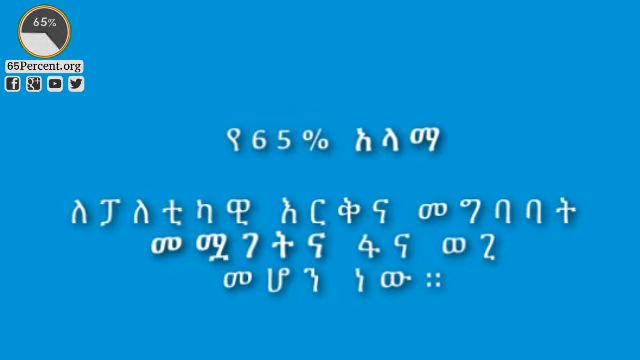 65%
65Percent.org
የ65% አላማ
ለፓለቲካዊ እርቅና መግባባት
መሟገትና ፋና ወጊ
መሆን ነው።